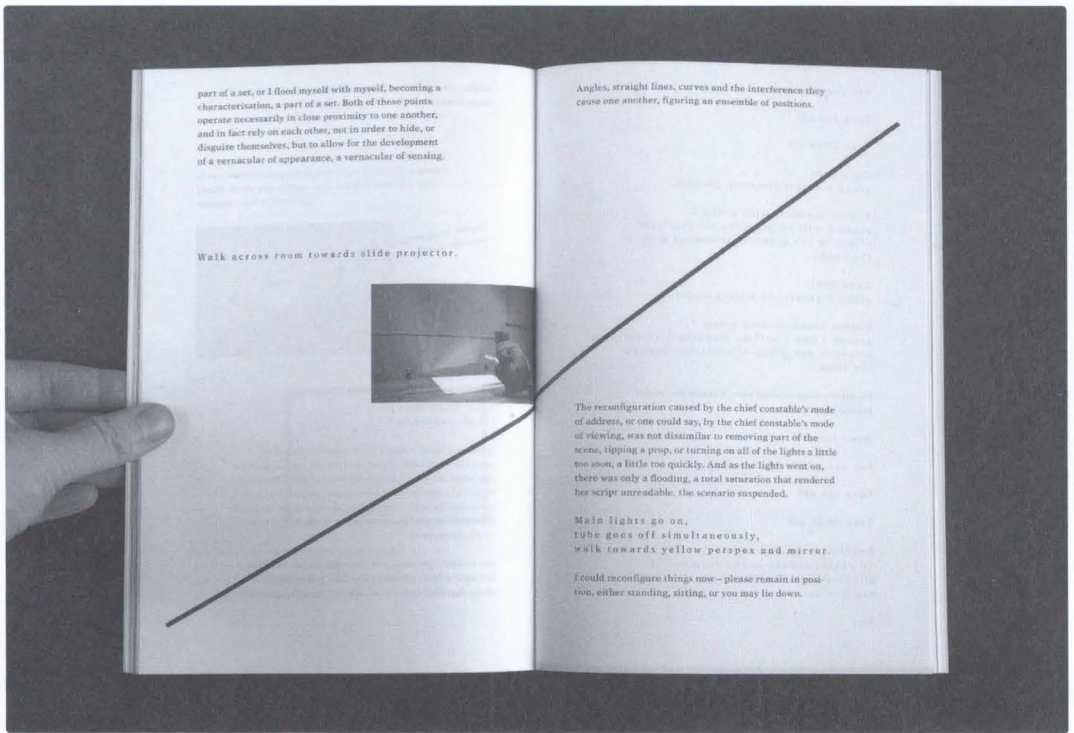 part of a set, or I flood myself with myself, becoming a
characterisation, a part of a set. Both of these points
operate necessarily in close proximity to one another,
and in fact rely on each other, not in order to hide, or
disguise themselves, but to allow for the development
of a vernacular of appearance, a vernacular of sensing.
Walk across room towards slide projector.
Angles, straight lines, curves and the interference they
cause one another, figuring an ensemble of positions.
The reconfiguration caused by the chief constable's mode
of address, or one could say, by the chief constable's mode
of viewing, was not dissimilar to removing part of the
scene, tipping a prop, or turning on all of the lights a little
too soon, a little too quickly. And as the lights went on,
there was only a flooding, a total saturation that rendered
her script unreadable, the scenario suspended.
Main lights go on,
tube goes off simultaneously,
walk towards yellow perspex and mirror.
I could reconfigure things now – please remain in posi-
tion, either standing, sitting, or you may lie down.